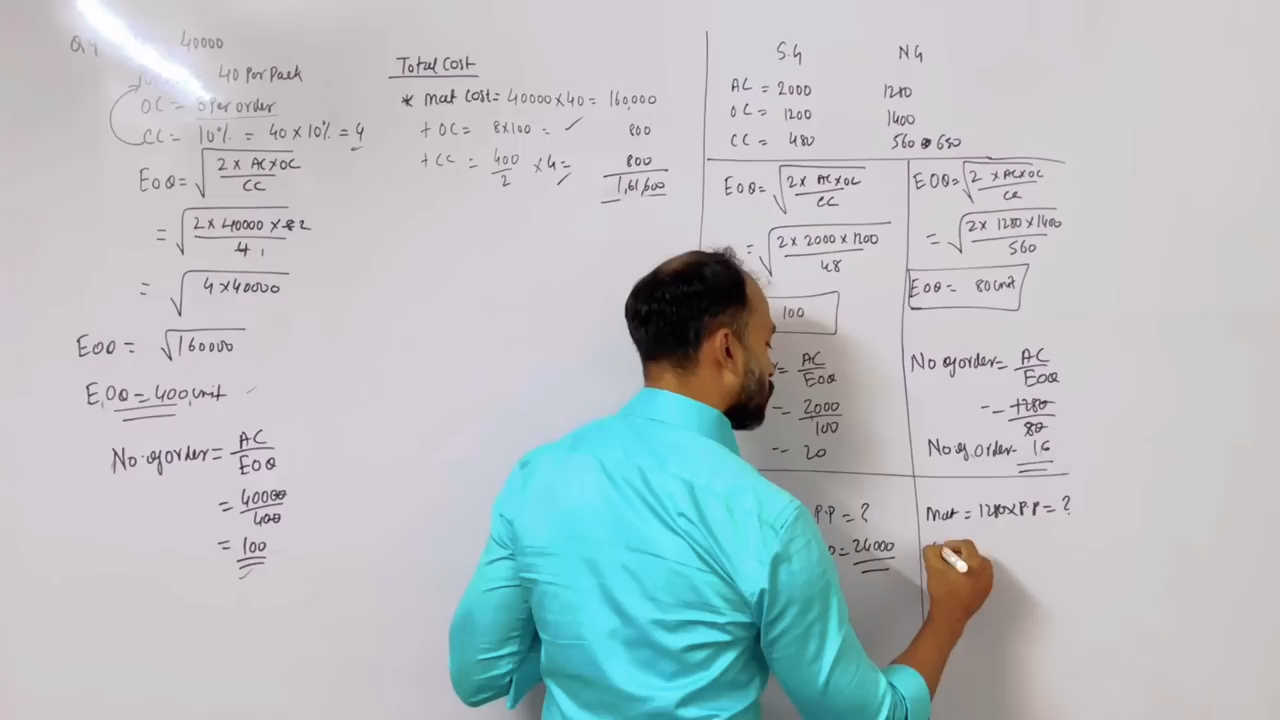 Q1
40000
= 40 Per Pack
OC = 8 Per order
CC = 10% = 40 x 10% = 4
EOQ = √ 2 x AC x OC
CC
= √ 2 x 40000 x 8 2
4 1
= √ 4 x 40000
EOQ = √160000
E,OQ = 400,unit
No. of order = AC
EOQ
= 40000
400
= 100
Total Cost
* mat cost = 40000 x 40 = 160,000
+ OC = 8 x 100 = ✓ 800
+ CC = 400 x 4 = 800
2
1,61,600
S.G NG
AC = 2000 1280
OC = 1200 1400
CC = 480 560 650
EOQ = √ 2 x AC x OC
CC
= √ 2 x 2000 x 1200
48
100
= AC
EOQ
= 2000
100
= 20
P.P = ?
= 24000
EOQ = √ 2 x AC x OC
CC
= √ 2 x 1280 x 1400
560
EOQ = 80 unit
No of order = AC
EOQ
= 1280
80
No. of. order = 16
Mat = 1280 x P.P = ?